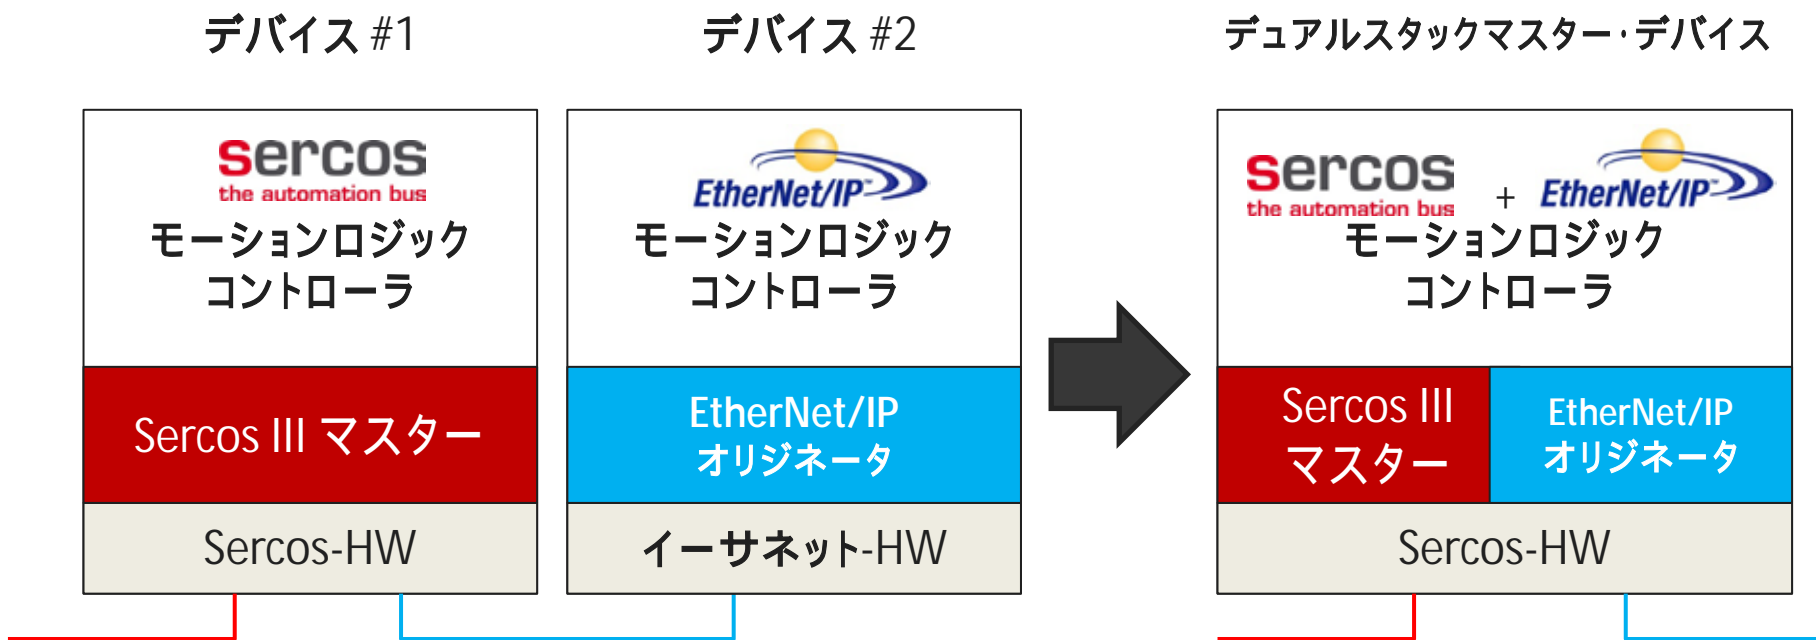 デバイス #1
デバイス #2
デュアルスタックマスター・デバイス
sercos
the automation bus
モーションロジック
コントローラ
Sercos III マスター
Sercos-HW
EtherNet/IP™
モーションロジック
コントローラ
EtherNet/IP
オリジネータ
イーサネット-HW
sercos
the automation bus
+
EtherNet/IP™
モーションロジック
コントローラ
Sercos III
マスター
EtherNet/IP
オリジネータ
Sercos-HW